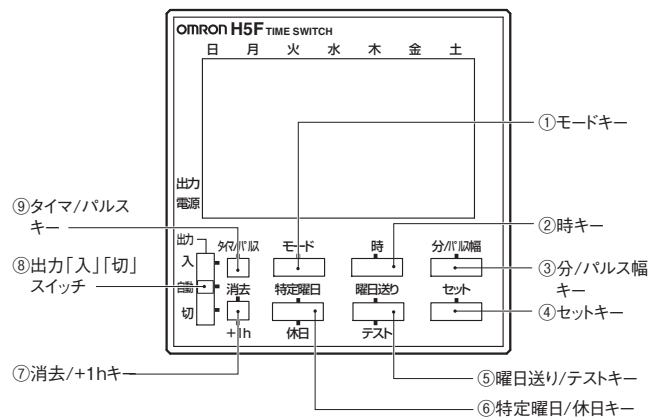 OMRON H5F TIME SWITCH
日 月 火 水 木 金 土
①モードキー
出力
電源
⑨タイマ/パルス
キー
②時キー
出力
タイマ/パルス モード 時 分/パルス幅
入
⑧出力「入」「切」
スイッチ
③分/パルス幅
キー
自動 消去 特定曜日 曜日送り セット
切
④セットキー
+1h 休日 テスト
⑦消去/+1hキー
⑤曜日送り/テストキー
⑥特定曜日/休日キー